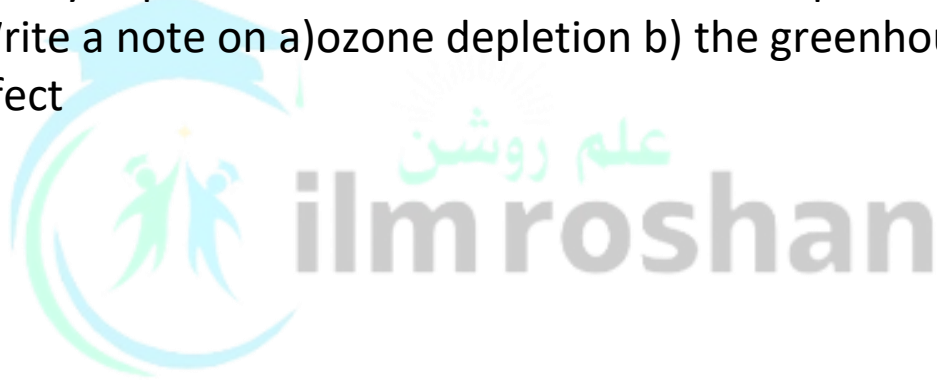 rite a note on a)ozone depletion b) the greenhou
fect
علم روشن
ilmroshan